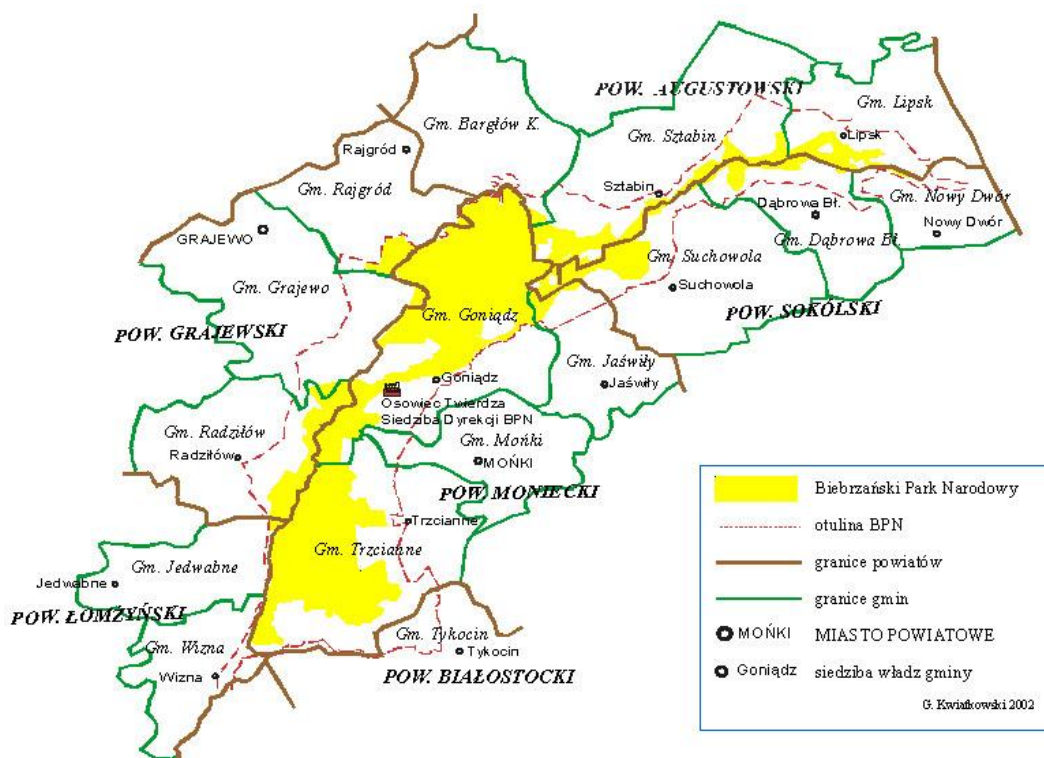 POW. AUGUSTOWSKI
Gm. Lipsk
Gm. Bargłów K.
Gm. Sztabin
Lipsk
Rajgród
Gm. Rajgród
Sztabin
Gm. Nowy Dwór
Dąbrowa Bł.
GRAJEWO
Nowy Dwór
Gm. Dąbrowa Bł.
Gm. Suchowola
Gm. Grajewo
Suchowola
POW. SOKÓLSKI
Gm. Goniądz
POW. GRAJEWSKI
Gm. Jaświły
Goniądz
Jaświły
Osowiec Twierdza
Siedziba Dyrekcji BPN
Gm. Radziłów
Gm. Mońki
Radziłów
MOŃKI
POW. MONIECKI
Trzcianne
Gm. Trzcianne
Gm. Jedwabne
Jedwabne
POW. ŁOMŻYŃSKI
Gm. Tykocin
Gm. Wizna
Tykocin
POW. BIAŁOSTOCKI
Wizna
Biebrzański Park Narodowy
otulina BPN
granice powiatów
granice gmin
MOŃKI MIASTO POWIATOWE
Goniądz siedziba władz gminy
G. Kwiatkowski 2002